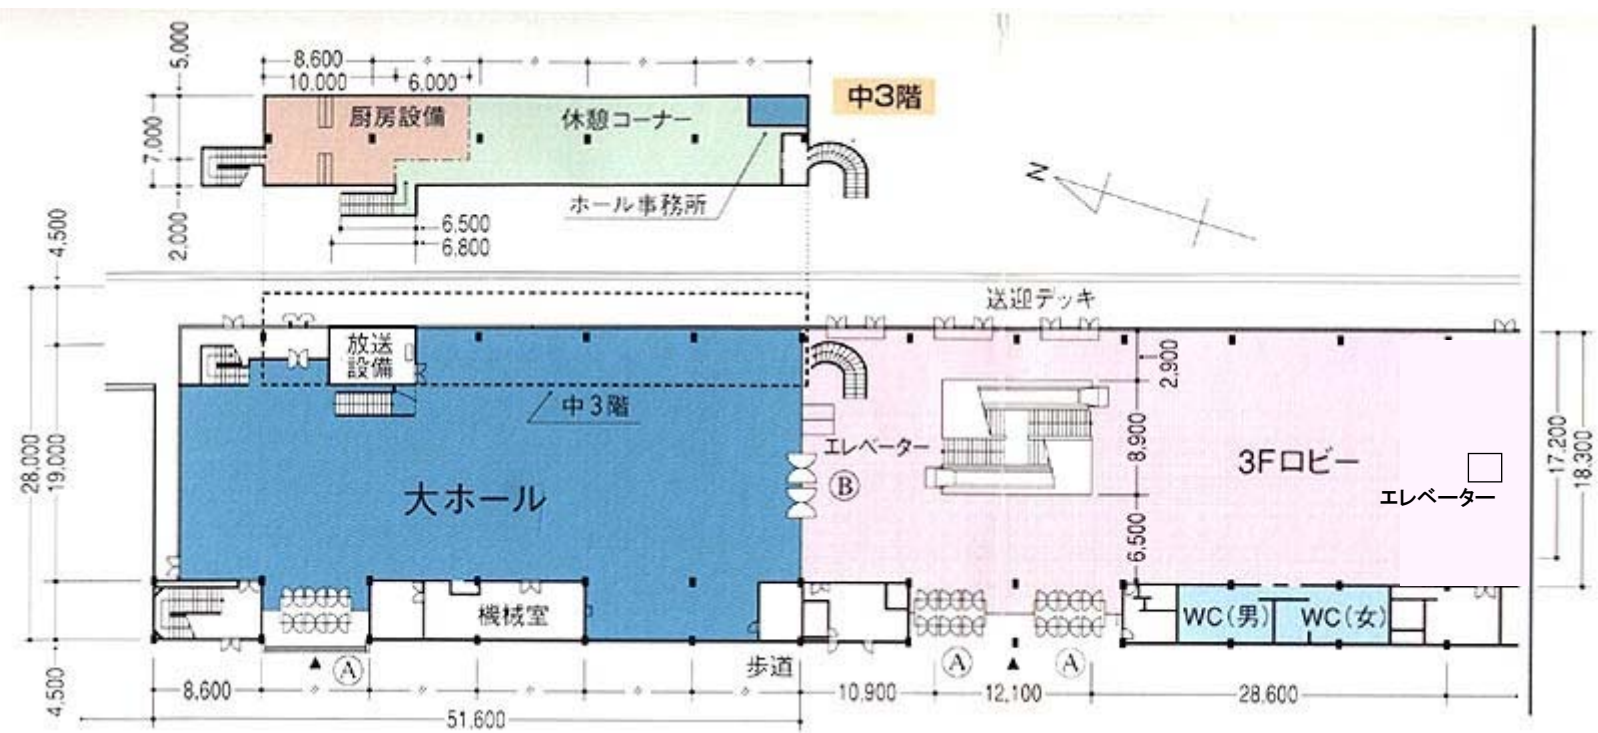 5,000
8.600
10.000
6.000
中3階
厨房設備
休憩コーナー
7,000
N
ホール事務所
6.500
6.800
2.000
4.500
送迎デッキ
放送
設備
2,900
中3階
エレベーター
8.900
17.200
18.300
28.000
19.000
大ホール
B
3Fロビー
エレベーター
6.500
機械室
WC(男)
WC(女)
歩道
A
A
A
4,500
8.600
10.900
12.100
28.600
51.600